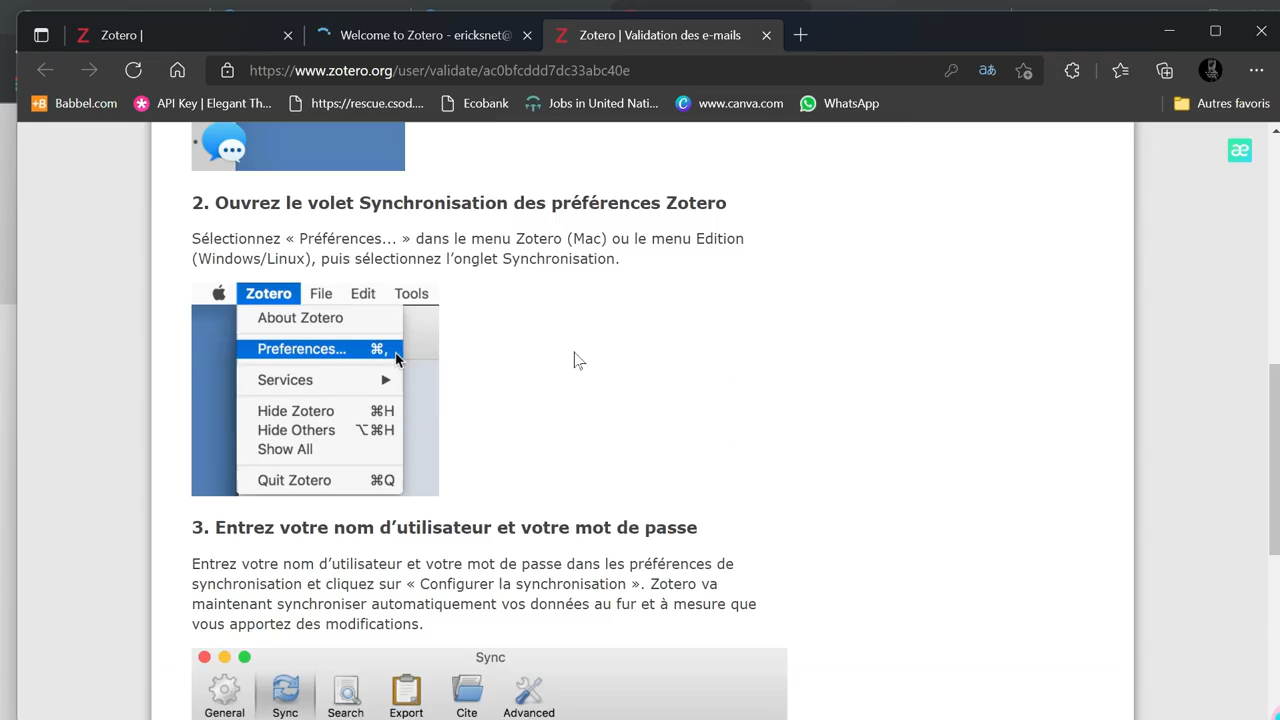 Zotero |
Welcome to Zotero - ericksnet@
Zotero | Validation des e-mails
https://www.zotero.org/user/validate/ac0bfcddd7dc33abc40e
Babbel.com
API Key | Elegant Th...
https://rescue.csod....
Ecobank
Jobs in United Nati...
www.canva.com
WhatsApp
Autres favoris
æ
2. Ouvrez le volet Synchronisation des préférences Zotero
Sélectionnez « Préférences... » dans le menu Zotero (Mac) ou le menu Edition
(Windows/Linux), puis sélectionnez l’onglet Synchronisation.
Zotero File Edit Tools
About Zotero
Preferences... ⌘,
Services
Hide Zotero ⌘H
Hide Others ⌥⌘H
Show All
Quit Zotero ⌘Q
3. Entrez votre nom d’utilisateur et votre mot de passe
Entrez votre nom d’utilisateur et votre mot de passe dans les préférences de
synchronisation et cliquez sur « Configurer la synchronisation ». Zotero va
maintenant synchroniser automatiquement vos données au fur et à mesure que
vous apportez des modifications.
Sync
General Sync Search Export Cite Advanced